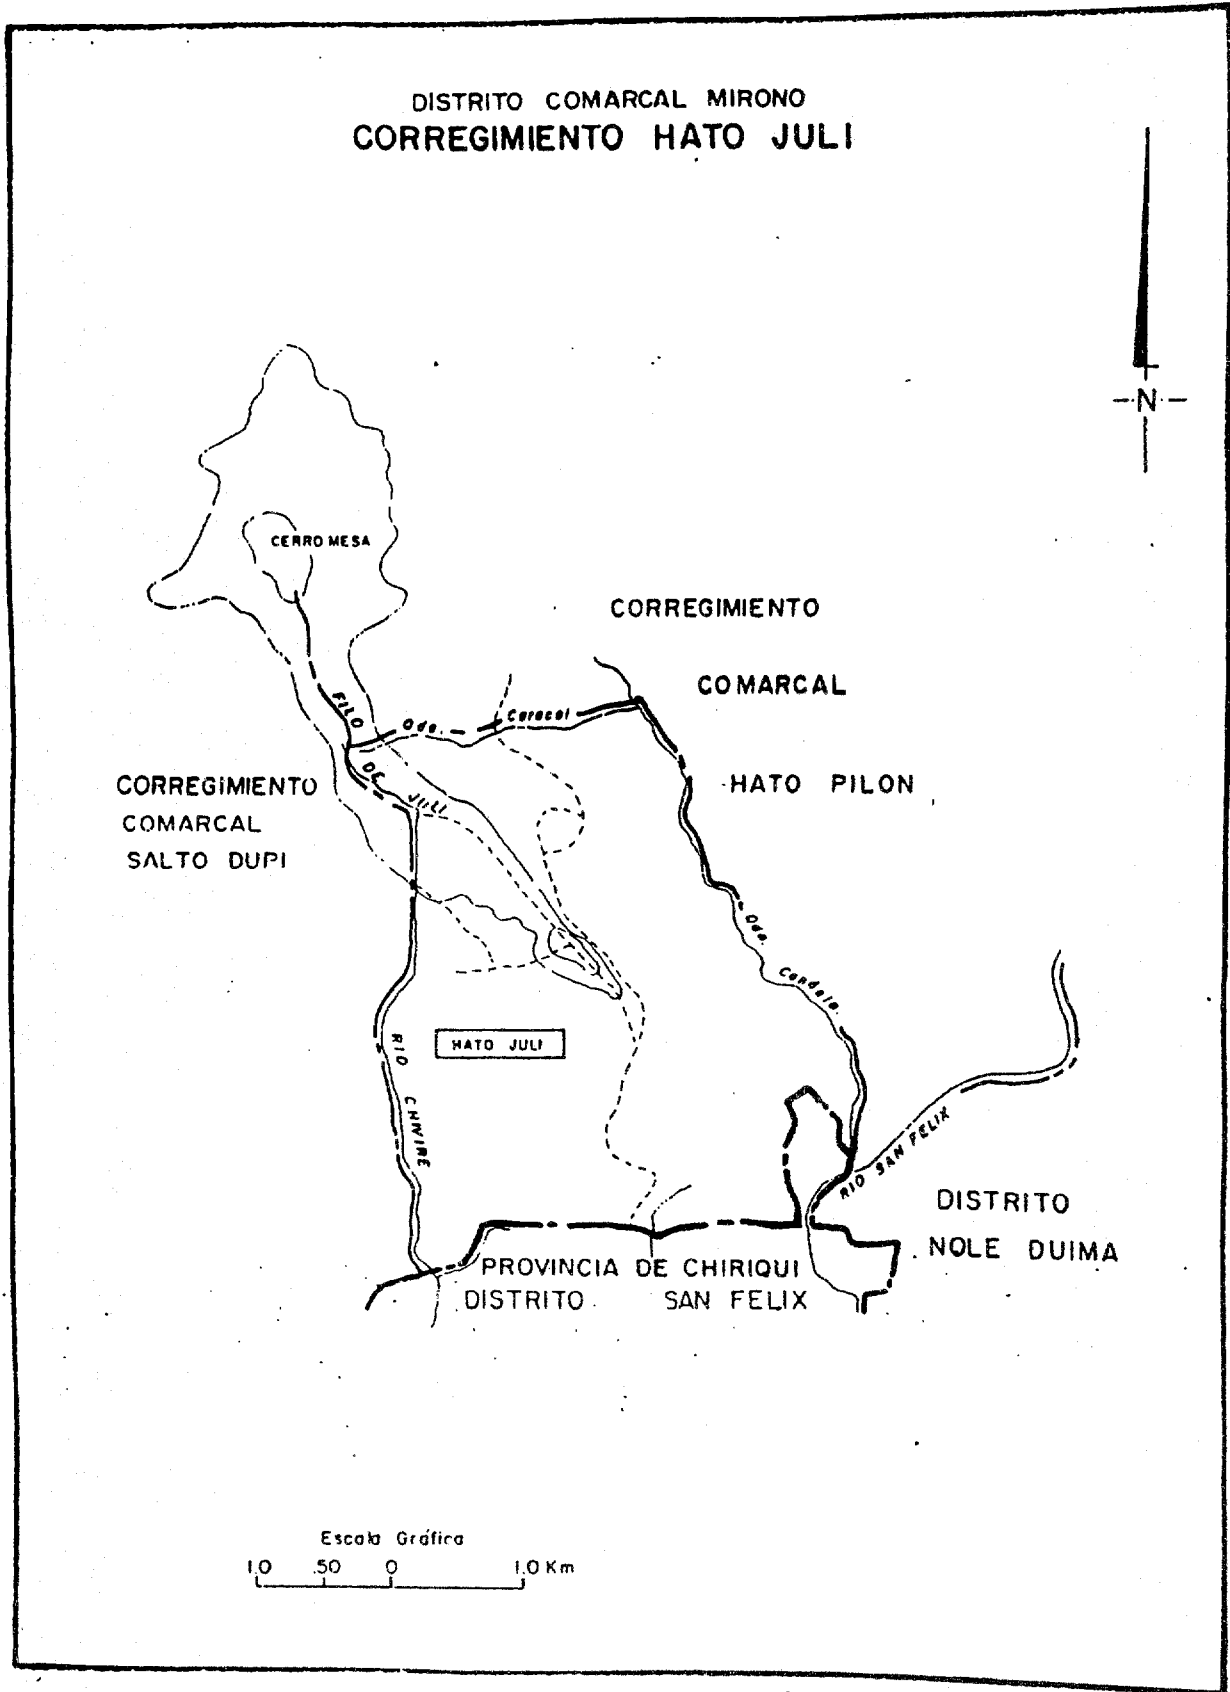 DISTRITO COMARCAL MIRONO
CORREGIMIENTO HATO JULI
N
CERRO MESA
CORREGIMIENTO
COMARCAL
HATO PILON
FILO
DE JULI
Qda. Caracol
CORREGIMIENTO
COMARCAL
SALTO DUPI
Qda. Candela
HATO JULI
RIO CHIVIRE
RIO SAN FELIX
DISTRITO
NOLE DUIMA
PROVINCIA DE CHIRIQUI
DISTRITO SAN FELIX
Escala Gráfica
1.0 .50 0 1.0 Km